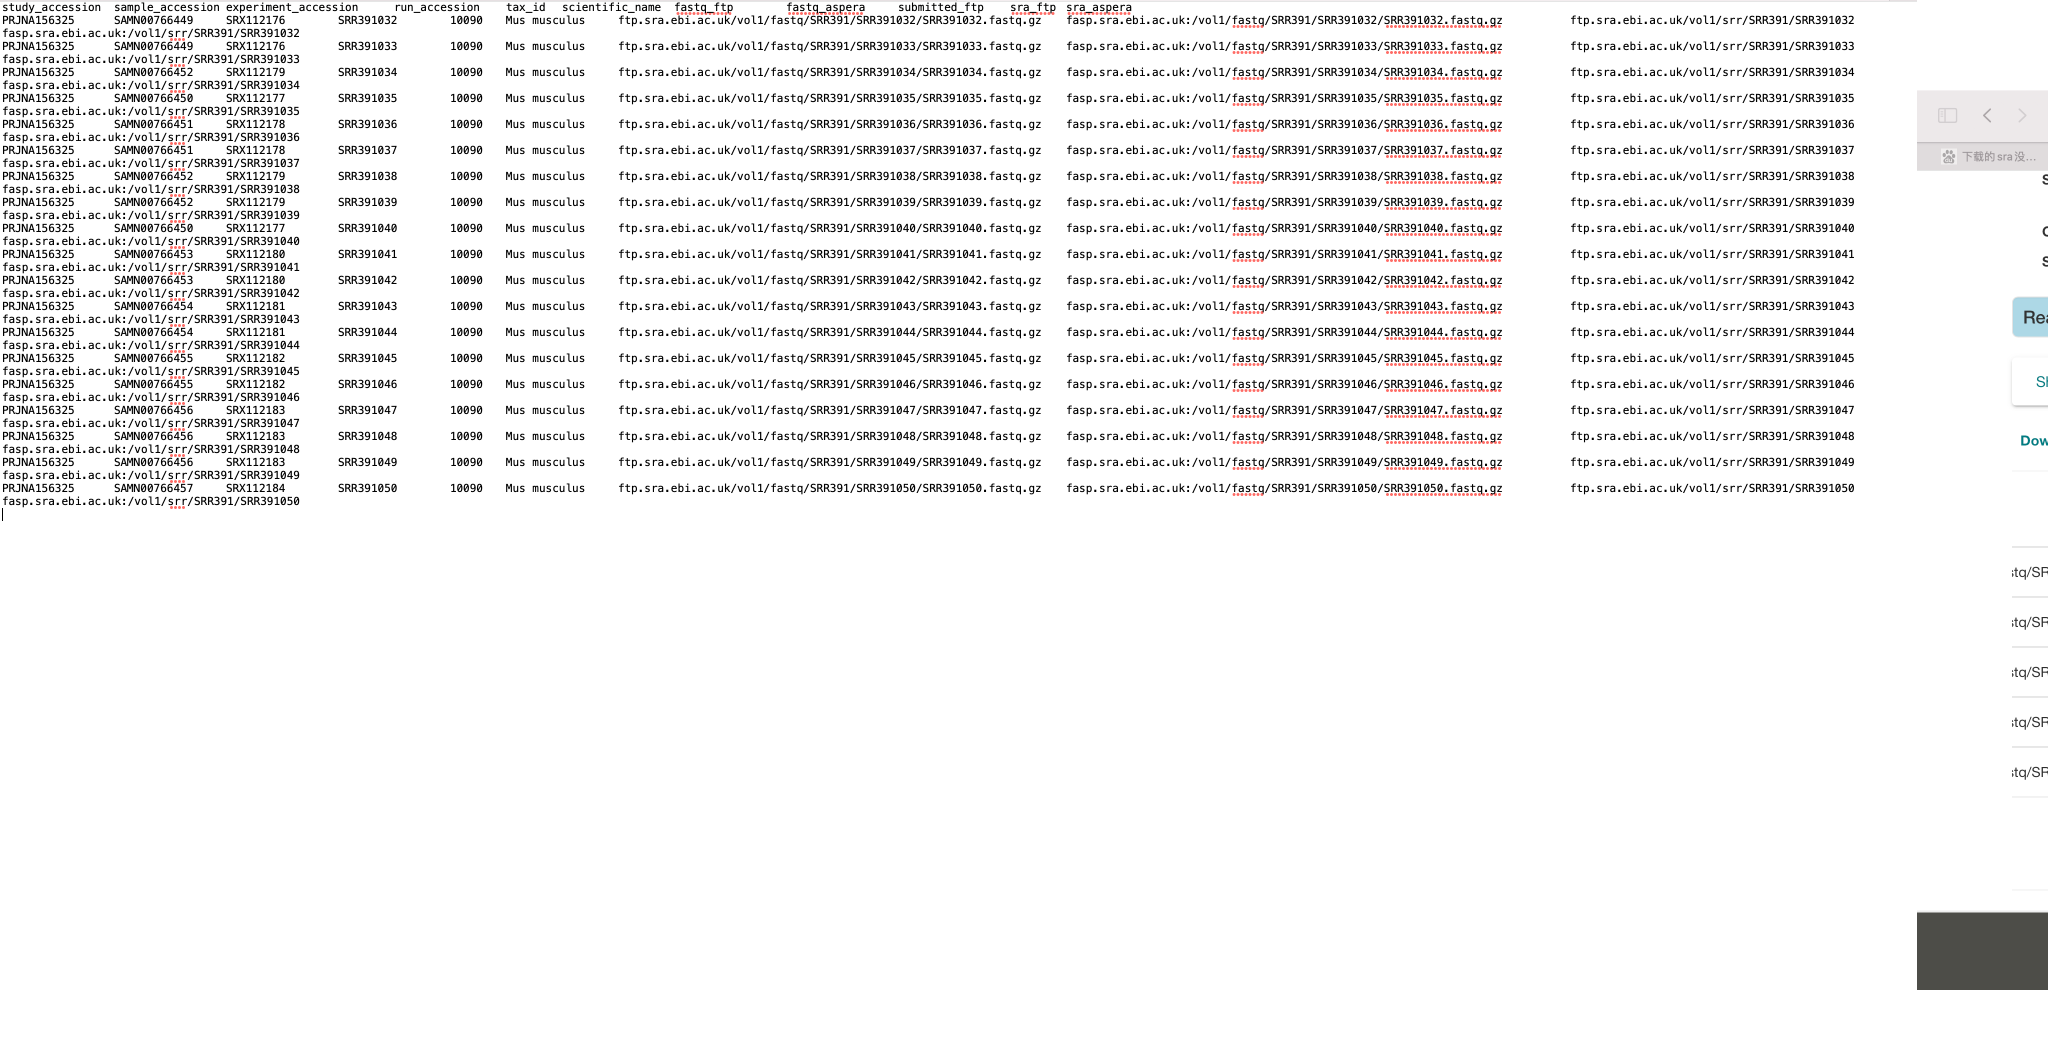 study_accession sample_accession experiment_accession run_accession tax_id scientific_name fastq_ftp fastq_aspera submitted_ftp sra_ftp sra_aspera
PRJNA156325 SAMN00766449 SRX112176 SRR391032 10090 Mus musculus ftp.sra.ebi.ac.uk/vol1/fastq/SRR391/SRR391032/SRR391032.fastq.gz fasp.sra.ebi.ac.uk:/vol1/fastq/SRR391/SRR391032/SRR391032.fastq.gz ftp.sra.ebi.ac.uk/vol1/srr/SRR391/SRR391032
fasp.sra.ebi.ac.uk:/vol1/srr/SRR391/SRR391032
PRJNA156325 SAMN00766449 SRX112176 SRR391033 10090 Mus musculus ftp.sra.ebi.ac.uk/vol1/fastq/SRR391/SRR391033/SRR391033.fastq.gz fasp.sra.ebi.ac.uk:/vol1/fastq/SRR391/SRR391033/SRR391033.fastq.gz ftp.sra.ebi.ac.uk/vol1/srr/SRR391/SRR391033
fasp.sra.ebi.ac.uk:/vol1/srr/SRR391/SRR391033
PRJNA156325 SAMN00766452 SRX112179 SRR391034 10090 Mus musculus ftp.sra.ebi.ac.uk/vol1/fastq/SRR391/SRR391034/SRR391034.fastq.gz fasp.sra.ebi.ac.uk:/vol1/fastq/SRR391/SRR391034/SRR391034.fastq.gz ftp.sra.ebi.ac.uk/vol1/srr/SRR391/SRR391034
fasp.sra.ebi.ac.uk:/vol1/srr/SRR391/SRR391034
PRJNA156325 SAMN00766450 SRX112177 SRR391035 10090 Mus musculus ftp.sra.ebi.ac.uk/vol1/fastq/SRR391/SRR391035/SRR391035.fastq.gz fasp.sra.ebi.ac.uk:/vol1/fastq/SRR391/SRR391035/SRR391035.fastq.gz ftp.sra.ebi.ac.uk/vol1/srr/SRR391/SRR391035
fasp.sra.ebi.ac.uk:/vol1/srr/SRR391/SRR391035
PRJNA156325 SAMN00766451 SRX112178 SRR391036 10090 Mus musculus ftp.sra.ebi.ac.uk/vol1/fastq/SRR391/SRR391036/SRR391036.fastq.gz fasp.sra.ebi.ac.uk:/vol1/fastq/SRR391/SRR391036/SRR391036.fastq.gz ftp.sra.ebi.ac.uk/vol1/srr/SRR391/SRR391036
fasp.sra.ebi.ac.uk:/vol1/srr/SRR391/SRR391036
PRJNA156325 SAMN00766451 SRX112178 SRR391037 10090 Mus musculus ftp.sra.ebi.ac.uk/vol1/fastq/SRR391/SRR391037/SRR391037.fastq.gz fasp.sra.ebi.ac.uk:/vol1/fastq/SRR391/SRR391037/SRR391037.fastq.gz ftp.sra.ebi.ac.uk/vol1/srr/SRR391/SRR391037
fasp.sra.ebi.ac.uk:/vol1/srr/SRR391/SRR391037
PRJNA156325 SAMN00766452 SRX112179 SRR391038 10090 Mus musculus ftp.sra.ebi.ac.uk/vol1/fastq/SRR391/SRR391038/SRR391038.fastq.gz fasp.sra.ebi.ac.uk:/vol1/fastq/SRR391/SRR391038/SRR391038.fastq.gz ftp.sra.ebi.ac.uk/vol1/srr/SRR391/SRR391038
fasp.sra.ebi.ac.uk:/vol1/srr/SRR391/SRR391038
PRJNA156325 SAMN00766452 SRX112179 SRR391039 10090 Mus musculus ftp.sra.ebi.ac.uk/vol1/fastq/SRR391/SRR391039/SRR391039.fastq.gz fasp.sra.ebi.ac.uk:/vol1/fastq/SRR391/SRR391039/SRR391039.fastq.gz ftp.sra.ebi.ac.uk/vol1/srr/SRR391/SRR391039
fasp.sra.ebi.ac.uk:/vol1/srr/SRR391/SRR391039
PRJNA156325 SAMN00766450 SRX112177 SRR391040 10090 Mus musculus ftp.sra.ebi.ac.uk/vol1/fastq/SRR391/SRR391040/SRR391040.fastq.gz fasp.sra.ebi.ac.uk:/vol1/fastq/SRR391/SRR391040/SRR391040.fastq.gz ftp.sra.ebi.ac.uk/vol1/srr/SRR391/SRR391040
fasp.sra.ebi.ac.uk:/vol1/srr/SRR391/SRR391040
PRJNA156325 SAMN00766453 SRX112180 SRR391041 10090 Mus musculus ftp.sra.ebi.ac.uk/vol1/fastq/SRR391/SRR391041/SRR391041.fastq.gz fasp.sra.ebi.ac.uk:/vol1/fastq/SRR391/SRR391041/SRR391041.fastq.gz ftp.sra.ebi.ac.uk/vol1/srr/SRR391/SRR391041
fasp.sra.ebi.ac.uk:/vol1/srr/SRR391/SRR391041
PRJNA156325 SAMN00766453 SRX112180 SRR391042 10090 Mus musculus ftp.sra.ebi.ac.uk/vol1/fastq/SRR391/SRR391042/SRR391042.fastq.gz fasp.sra.ebi.ac.uk:/vol1/fastq/SRR391/SRR391042/SRR391042.fastq.gz ftp.sra.ebi.ac.uk/vol1/srr/SRR391/SRR391042
fasp.sra.ebi.ac.uk:/vol1/srr/SRR391/SRR391042
PRJNA156325 SAMN00766454 SRX112181 SRR391043 10090 Mus musculus ftp.sra.ebi.ac.uk/vol1/fastq/SRR391/SRR391043/SRR391043.fastq.gz fasp.sra.ebi.ac.uk:/vol1/fastq/SRR391/SRR391043/SRR391043.fastq.gz ftp.sra.ebi.ac.uk/vol1/srr/SRR391/SRR391043
fasp.sra.ebi.ac.uk:/vol1/srr/SRR391/SRR391043
PRJNA156325 SAMN00766454 SRX112181 SRR391044 10090 Mus musculus ftp.sra.ebi.ac.uk/vol1/fastq/SRR391/SRR391044/SRR391044.fastq.gz fasp.sra.ebi.ac.uk:/vol1/fastq/SRR391/SRR391044/SRR391044.fastq.gz ftp.sra.ebi.ac.uk/vol1/srr/SRR391/SRR391044
fasp.sra.ebi.ac.uk:/vol1/srr/SRR391/SRR391044
PRJNA156325 SAMN00766455 SRX112182 SRR391045 10090 Mus musculus ftp.sra.ebi.ac.uk/vol1/fastq/SRR391/SRR391045/SRR391045.fastq.gz fasp.sra.ebi.ac.uk:/vol1/fastq/SRR391/SRR391045/SRR391045.fastq.gz ftp.sra.ebi.ac.uk/vol1/srr/SRR391/SRR391045
fasp.sra.ebi.ac.uk:/vol1/srr/SRR391/SRR391045
PRJNA156325 SAMN00766455 SRX112182 SRR391046 10090 Mus musculus ftp.sra.ebi.ac.uk/vol1/fastq/SRR391/SRR391046/SRR391046.fastq.gz fasp.sra.ebi.ac.uk:/vol1/fastq/SRR391/SRR391046/SRR391046.fastq.gz ftp.sra.ebi.ac.uk/vol1/srr/SRR391/SRR391046
fasp.sra.ebi.ac.uk:/vol1/srr/SRR391/SRR391046
PRJNA156325 SAMN00766456 SRX112183 SRR391047 10090 Mus musculus ftp.sra.ebi.ac.uk/vol1/fastq/SRR391/SRR391047/SRR391047.fastq.gz fasp.sra.ebi.ac.uk:/vol1/fastq/SRR391/SRR391047/SRR391047.fastq.gz ftp.sra.ebi.ac.uk/vol1/srr/SRR391/SRR391047
fasp.sra.ebi.ac.uk:/vol1/srr/SRR391/SRR391047
PRJNA156325 SAMN00766456 SRX112183 SRR391048 10090 Mus musculus ftp.sra.ebi.ac.uk/vol1/fastq/SRR391/SRR391048/SRR391048.fastq.gz fasp.sra.ebi.ac.uk:/vol1/fastq/SRR391/SRR391048/SRR391048.fastq.gz ftp.sra.ebi.ac.uk/vol1/srr/SRR391/SRR391048
fasp.sra.ebi.ac.uk:/vol1/srr/SRR391/SRR391048
PRJNA156325 SAMN00766456 SRX112183 SRR391049 10090 Mus musculus ftp.sra.ebi.ac.uk/vol1/fastq/SRR391/SRR391049/SRR391049.fastq.gz fasp.sra.ebi.ac.uk:/vol1/fastq/SRR391/SRR391049/SRR391049.fastq.gz ftp.sra.ebi.ac.uk/vol1/srr/SRR391/SRR391049
fasp.sra.ebi.ac.uk:/vol1/srr/SRR391/SRR391049
PRJNA156325 SAMN00766457 SRX112184 SRR391050 10090 Mus musculus ftp.sra.ebi.ac.uk/vol1/fastq/SRR391/SRR391050/SRR391050.fastq.gz fasp.sra.ebi.ac.uk:/vol1/fastq/SRR391/SRR391050/SRR391050.fastq.gz ftp.sra.ebi.ac.uk/vol1/srr/SRR391/SRR391050
fasp.sra.ebi.ac.uk:/vol1/srr/SRR391/SRR391050
下载的sra没...
Rea
Dow
stq/SR
stq/SR
stq/SR
stq/SR
stq/SR